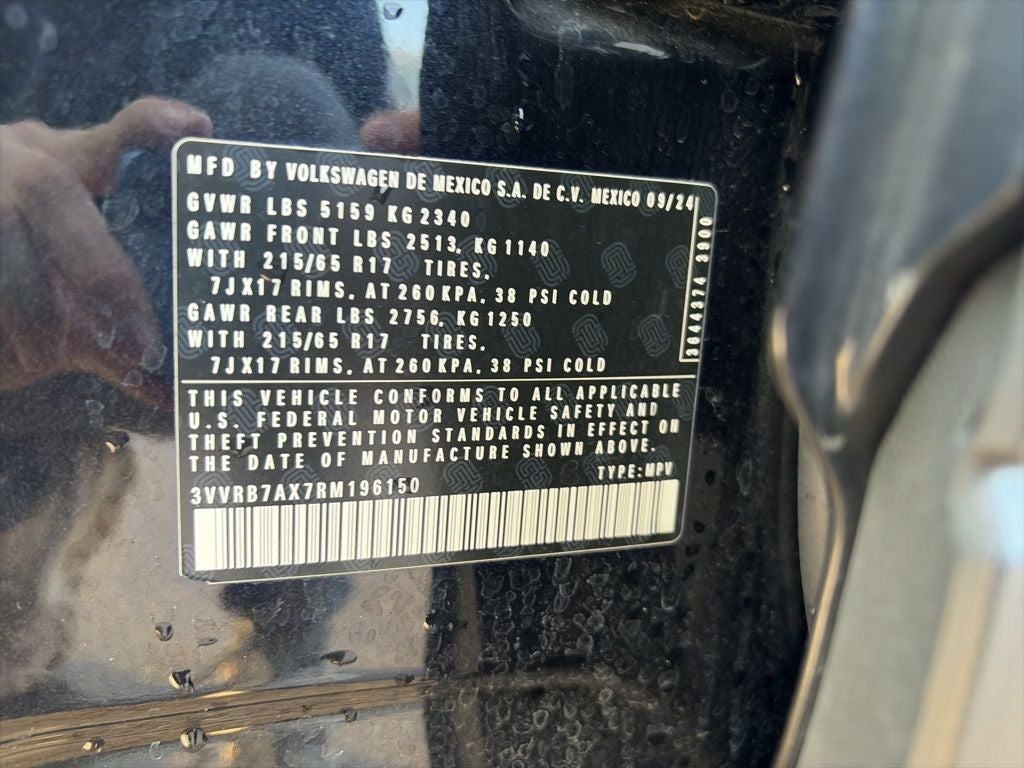 MFD BY VOLKSWAGEN DE MEXICO S.A. DE C.V. MEXICO 09/24
GVWR LBS 5159 KG 2340
GAWR FRONT LBS 2513, KG 1140
WITH 215/65 R17 TIRES,
7JX17 RIMS, AT 260 KPA, 38 PSI COLD
GAWR REAR LBS 2756, KG 1250
WITH 215/65 R17 TIRES,
7JX17 RIMS, AT 260 KPA, 38 PSI COLD
THIS VEHICLE CONFORMS TO ALL APPLICABLE
U.S. FEDERAL MOTOR VEHICLE SAFETY AND
THEFT PREVENTION STANDARDS IN EFFECT ON
THE DATE OF MANUFACTURE SHOWN ABOVE.
TYPE: MPV
3VVRB7AX7RM196150